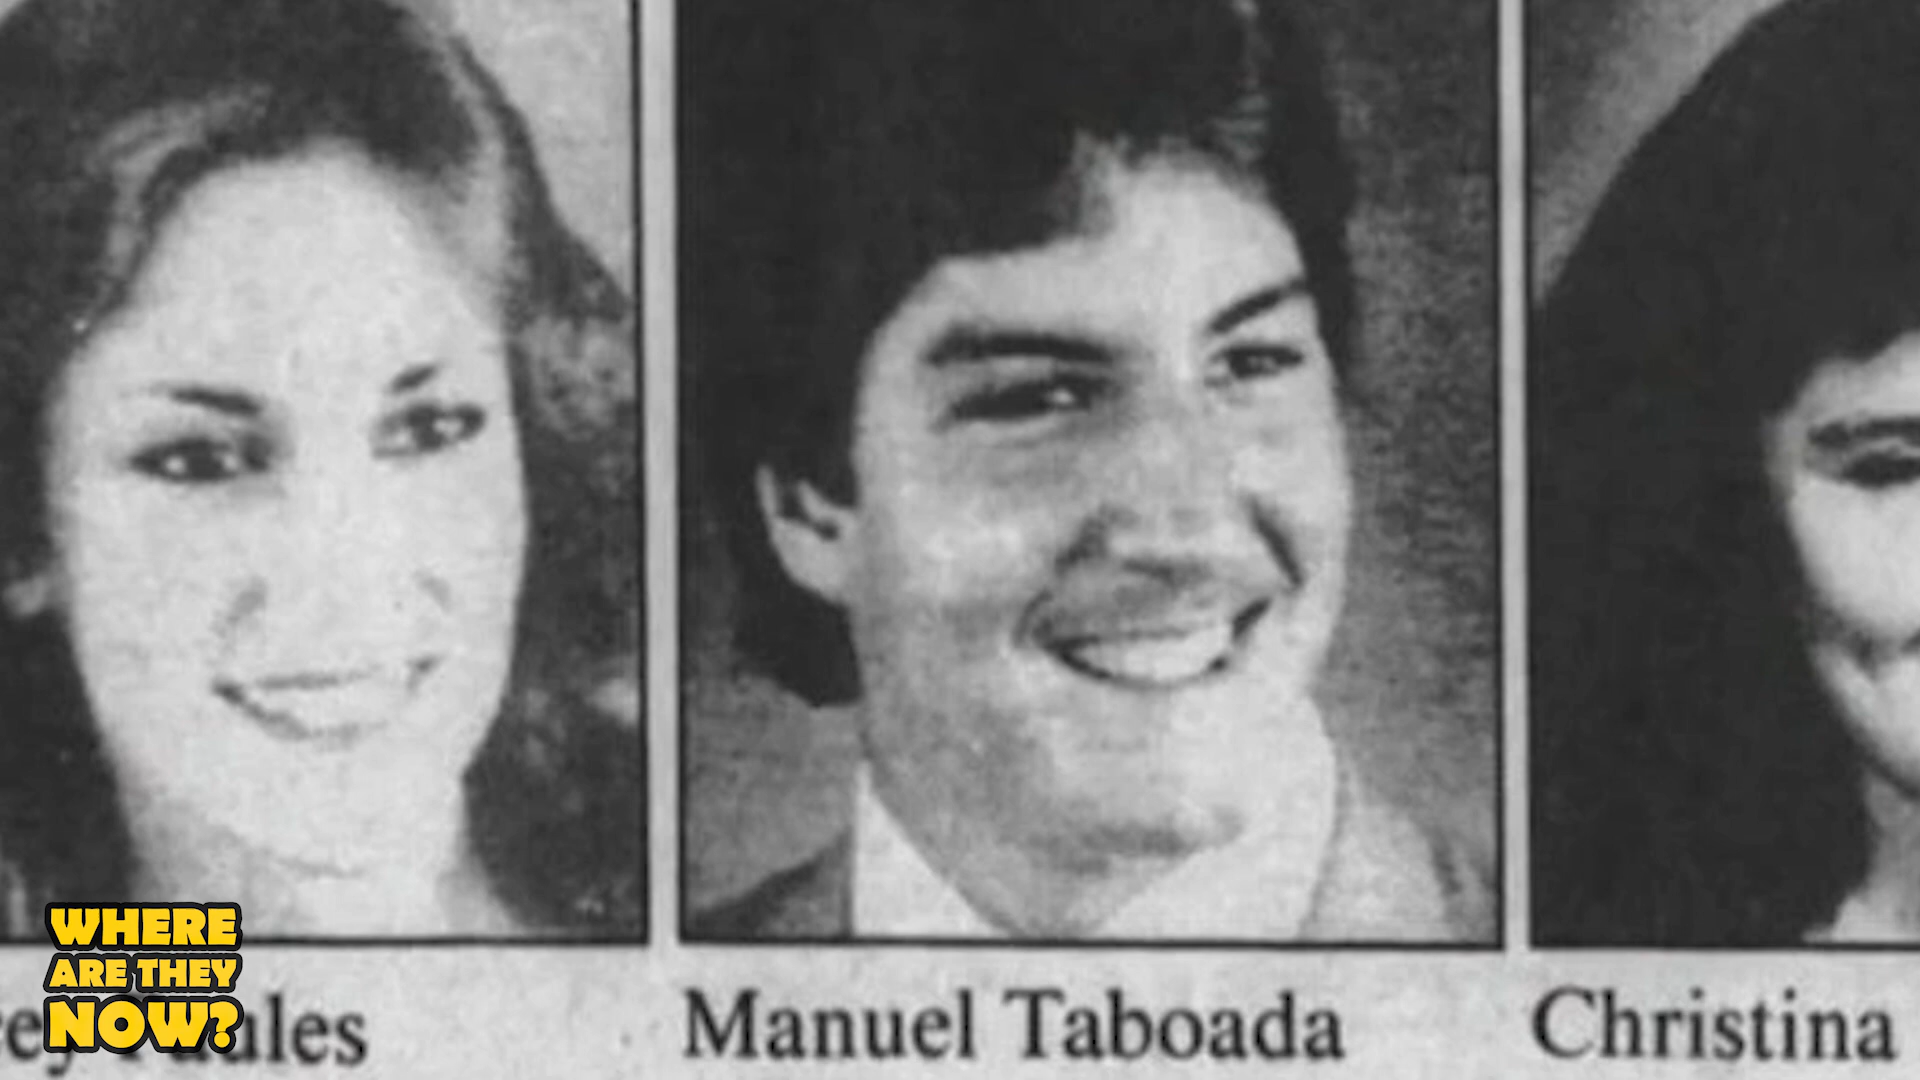 WHERE
ARE THEY
NOW?
Manuel Taboada
Christina